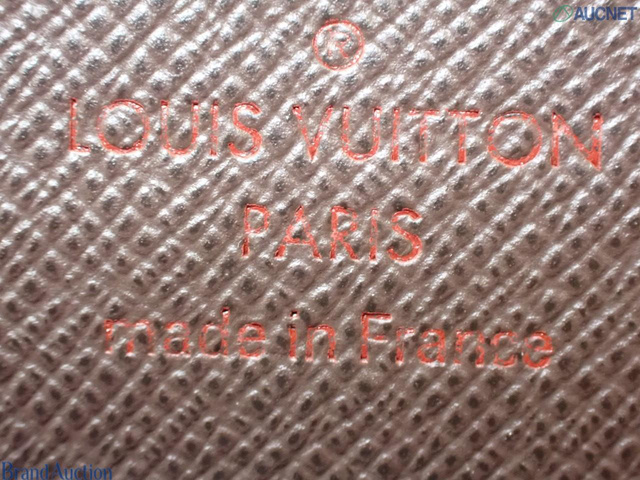 AUCNET
®
LOUIS VUITTON
PARIS
made in France
Brand Auction